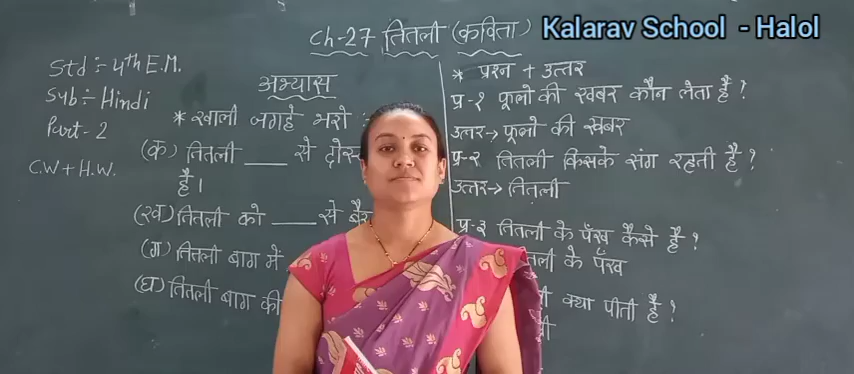 Kalarav School - Halol
Ch-27 तितली (कविता)
Std :- 4th E.M.
Sub :- Hindi
Part-2
C.W + H.W.
अभ्यास
* खाली जगहे भरो :
(क) तितली ___ से दोस्
है।
(ख) तितली को ___ से बैर
(ग) तितली बाग में
(घ) तितली बाग की
* प्रश्न + उत्तर
प्र-१ फूलो की खबर कौन लेता है ?
उत्तर→ फूलो की खबर
प्र-२ तितली किसके संग रहती है ?
उत्तर→ तितली
प्र-३ तितली के पँख कैसे है ?
तली के पँख
क्या पीती है ?